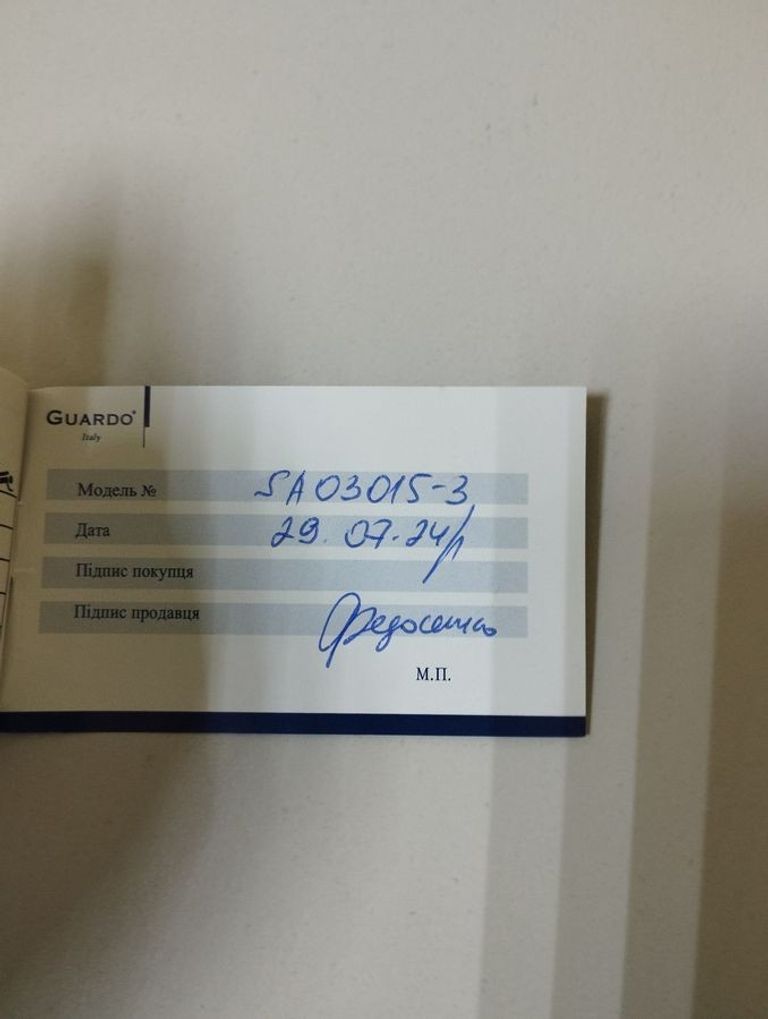 GUARDO
Italy
Модель № SA03015-3
Дата 29.07.24р
Підпис покупця
Підпис продавця Федосенко
М.П.